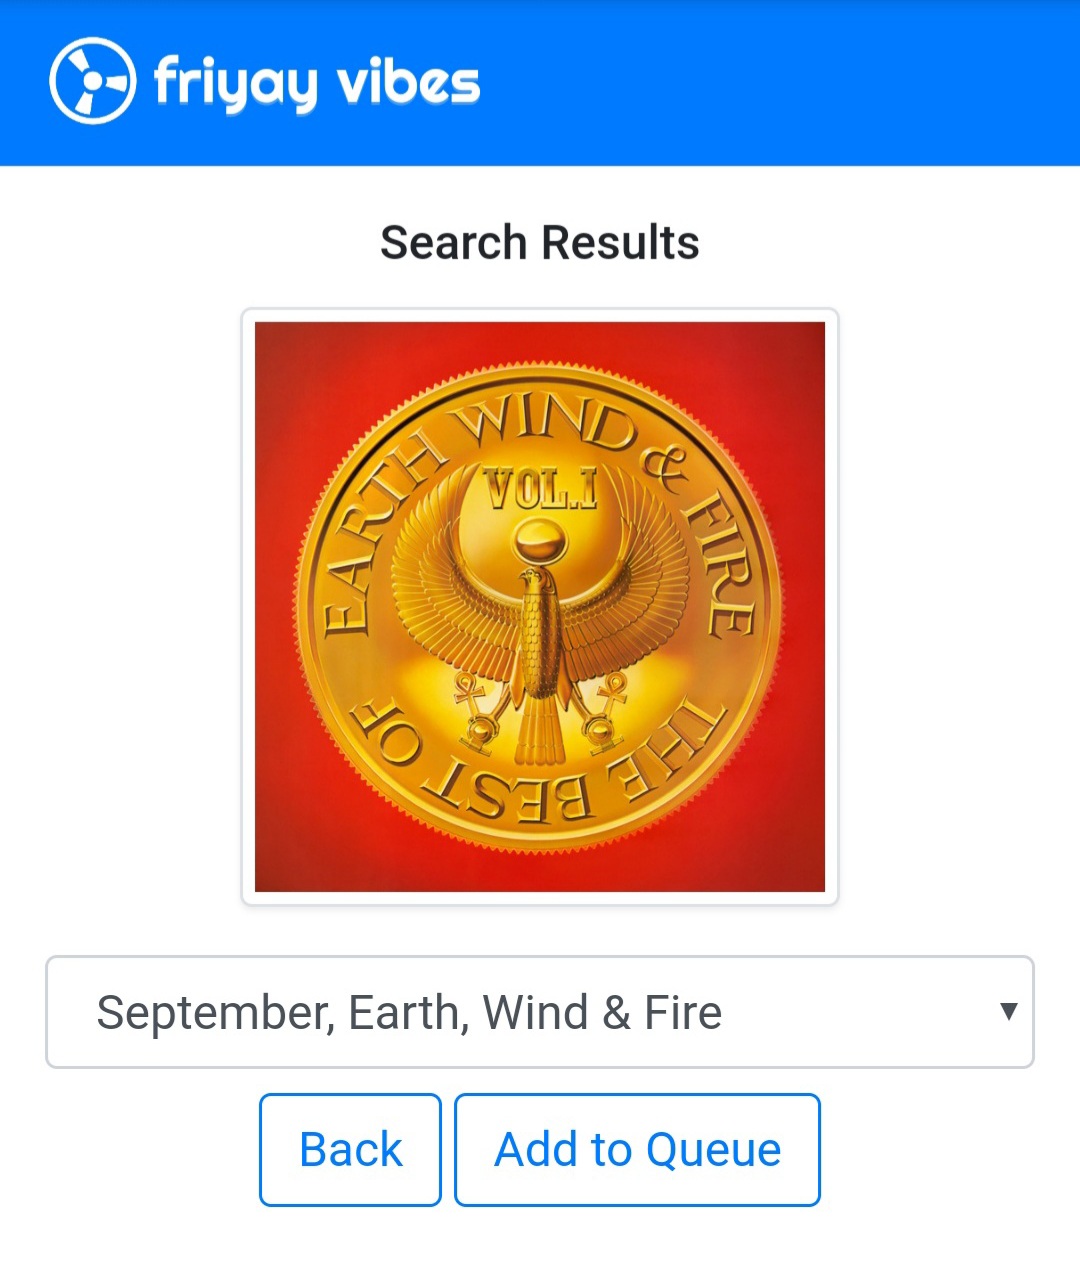 friyay vibes
Search Results
EARTH WIND & FIRE
VOL.I
THE BEST OF
September, Earth, Wind & Fire
Back
Add to Queue